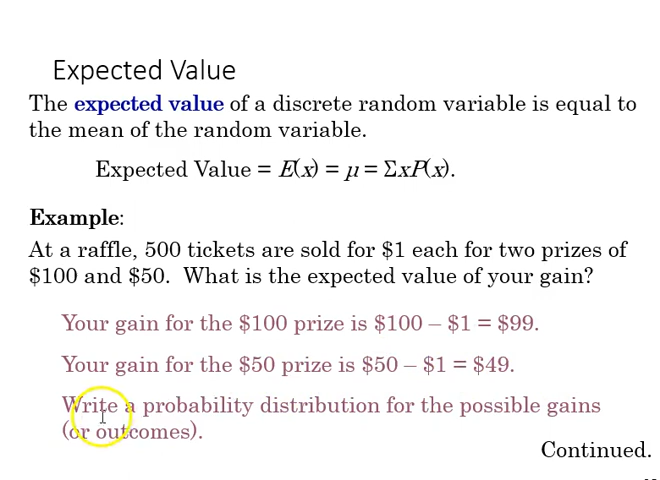 Expected Value
The expected value of a discrete random variable is equal to
the mean of the random variable.
Expected Value = E(x) = μ = ΣxP(x).
Example:
At a raffle, 500 tickets are sold for $1 each for two prizes of
$100 and $50. What is the expected value of your gain?
Your gain for the $100 prize is $100 – $1 = $99.
Your gain for the $50 prize is $50 – $1 = $49.
Write a probability distribution for the possible gains
(or outcomes).
Continued.